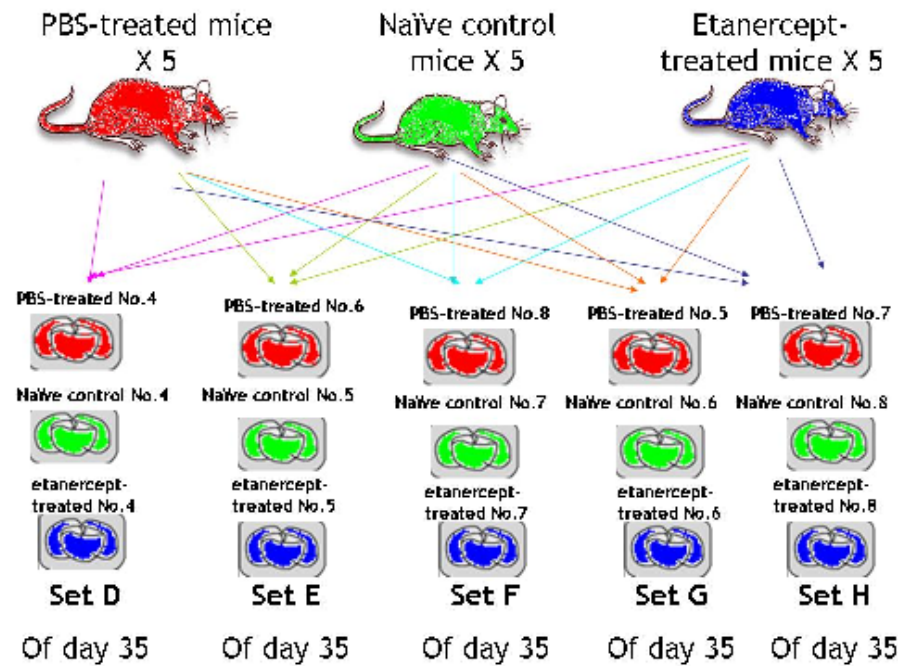 PBS-treated mice
X 5
Naïve control
mice X 5
Etanercept-
treated mice X 5
PBS-treated No.4
Naïve control No.4
etanercept-
treated No.4
Set D
Of day 35
PBS-treated No.6
Naïve control No.5
etanercept-
treated No.5
Set E
Of day 35
PBS-treated No.8
Naïve control No.7
etanercept-
treated No.7
Set F
Of day 35
PBS-treated No.5
Naïve control No.6
etanercept-
treated No.6
Set G
Of day 35
PBS-treated No.7
Naïve control No.8
etanercept-
treated No.8
Set H
Of day 35